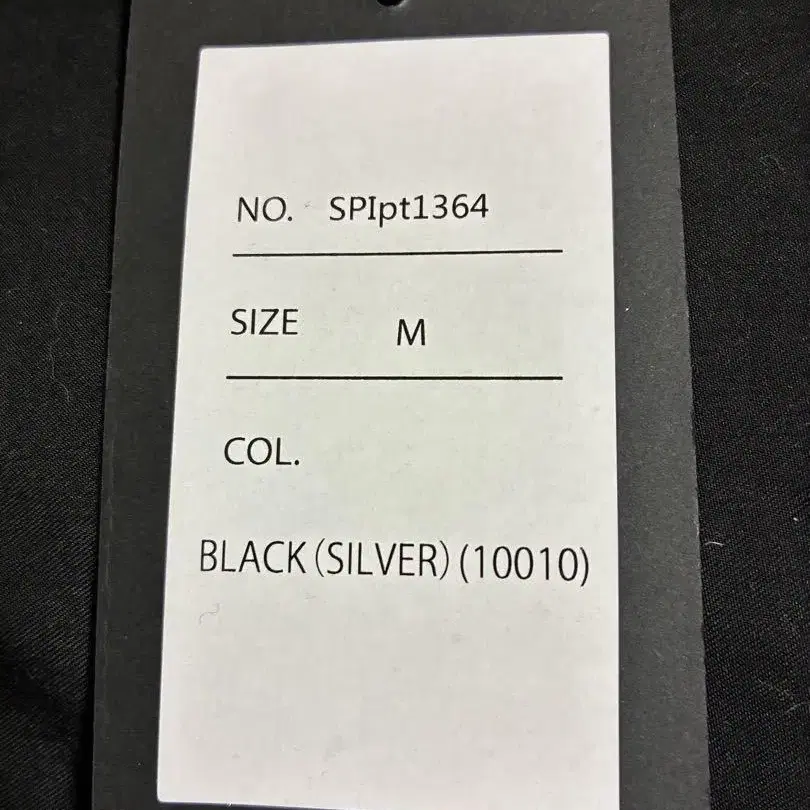 NO. SPIpt1364
SIZE M
COL.
BLACK(SILVER)(10010)